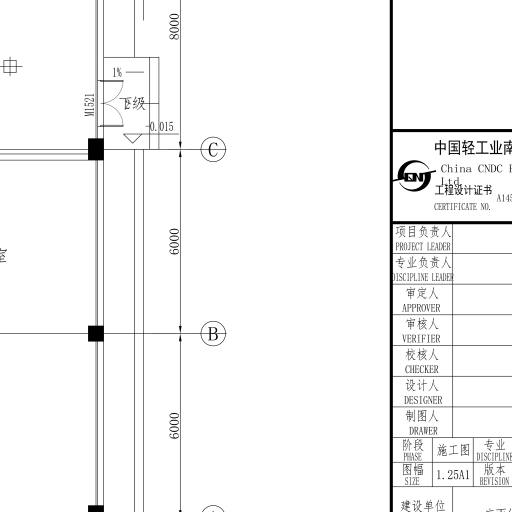 8000
1%
M1521
下级
-0.015
C
6000
B
6000
中国轻工业南
China CNDC
Ltd
工程设计证书
CERTIFICATE NO.
A145
项目负责人
PROJECT LEADER
专业负责人
DISCIPLINE LEADER
审定人
APPROVER
审核人
VERIFIER
校核人
CHECKER
设计人
DESIGNER
制图人
DRAWER
阶段
PHASE
施工图
专业
DISCIPLINE
图幅
SIZE
1.25A1
版本
REVISION
建设单位